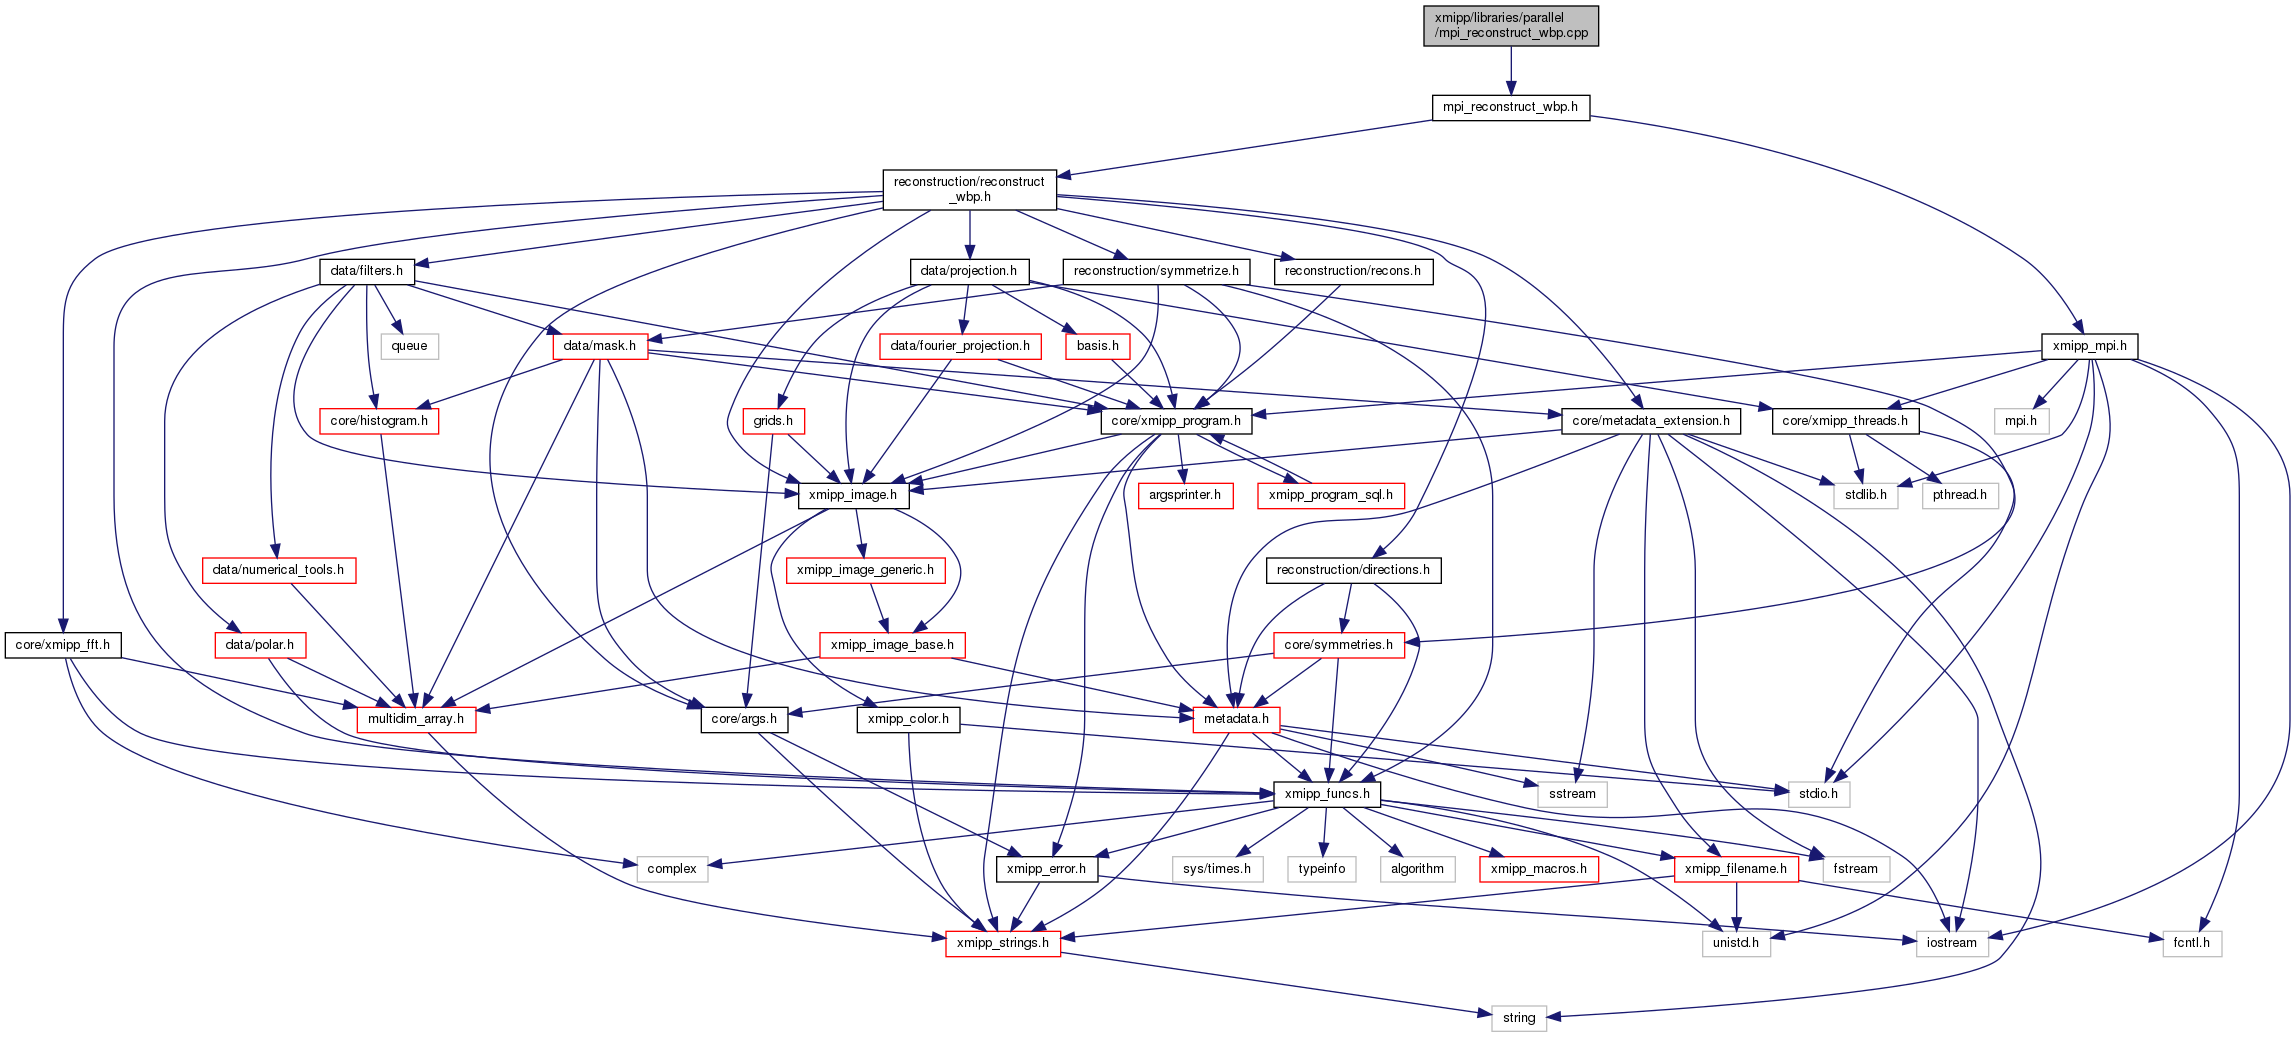 xmipp/libraries/parallel
/mpi_reconstruct_wbp.cpp
mpi_reconstruct_wbp.h
reconstruction/reconstruct
_wbp.h
data/filters.h
data/projection.h
reconstruction/symmetrize.h
reconstruction/recons.h
queue
data/mask.h
data/fourier_projection.h
basis.h
xmipp_mpi.h
core/histogram.h
grids.h
core/xmipp_program.h
core/metadata_extension.h
core/xmipp_threads.h
mpi.h
xmipp_image.h
argsprinter.h
xmipp_program_sql.h
stdlib.h
pthread.h
data/numerical_tools.h
xmipp_image_generic.h
reconstruction/directions.h
core/xmipp_fft.h
data/polar.h
xmipp_image_base.h
core/symmetries.h
multidim_array.h
core/args.h
xmipp_color.h
metadata.h
xmipp_funcs.h
sstream
stdio.h
complex
xmipp_error.h
sys/times.h
typeinfo
algorithm
xmipp_macros.h
xmipp_filename.h
fstream
xmipp_strings.h
unistd.h
iostream
fcntl.h
string